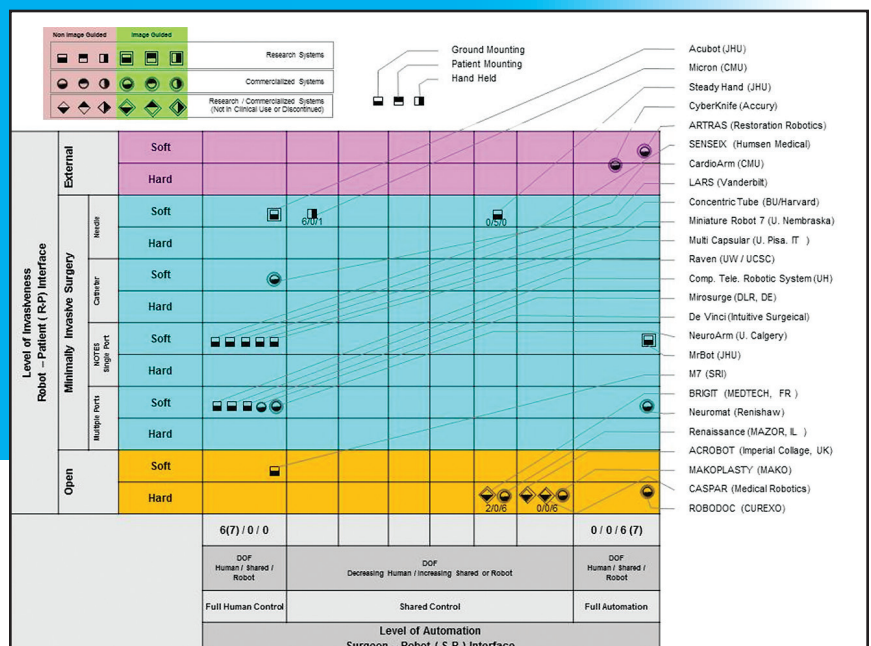 Non Image Guided
Image Guided
Research Systems
Commercialized Systems
Research / Commercialized Systems
(Not in Clinical Use or Discontinued)
Ground Mounting
Patient Mounting
Hand Held
Acubot (JHU)
Micron (CMU)
Steady Hand (JHU)
CyberKnife (Accury)
ARTRAS (Restoration Robotics)
SENSEIX (Humsen Medical)
CardioArm (CMU)
LARS (Vanderbilt)
Concentric Tube (BU/Harvard)
Miniature Robot 7 (U. Nembraska)
Multi Capsular (U. Pisa. IT )
Raven (UW / UCSC)
Comp. Tele. Robotic System (UH)
Mirosurge (DLR, DE)
De Vinci (Intuitive Surgeical)
NeuroArm (U. Calgery)
MrBot (JHU)
M7 (SRI)
BRIGIT (MEDTECH, FR )
Neuromat (Renishaw)
Renaissance (MAZOR, IL )
ACROBOT (Imperial Collage, UK)
MAKOPLASTY (MAKO)
CASPAR (Medical Robotics)
ROBODOC (CUREXO)
Level of Invasiveness
Robot – Patient ( R-P) Interface
External
Soft
Hard
Minimally Invasive Surgery
Needle
Soft
6/0/1
0/5/0
Hard
Catheter
Soft
Hard
NOTES
Single Port
Soft
Hard
Multiple Ports
Soft
Hard
Open
Soft
Hard
2/0/6
0/0/6
6(7) / 0 / 0
0 / 0 / 6 (7)
DOF
Human / Shared /
Robot
DOF
Decreasing Human / Increasing Shared or Robot
DOF
Human / Shared /
Robot
Full Human Control
Shared Control
Full Automation
Level of Automation
Surgeon – Robot ( S-R ) Interface